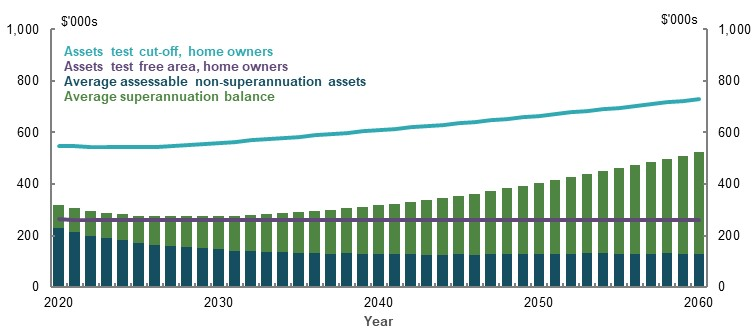 $'000s
$'000s
1,000
1,000
Assets test cut-off, home owners
Assets test free area, home owners
Average assessable non-superannuation assets
Average superannuation balance
800
800
600
600
400
400
200
200
0
0
2020
2030
2040
2050
2060
Year